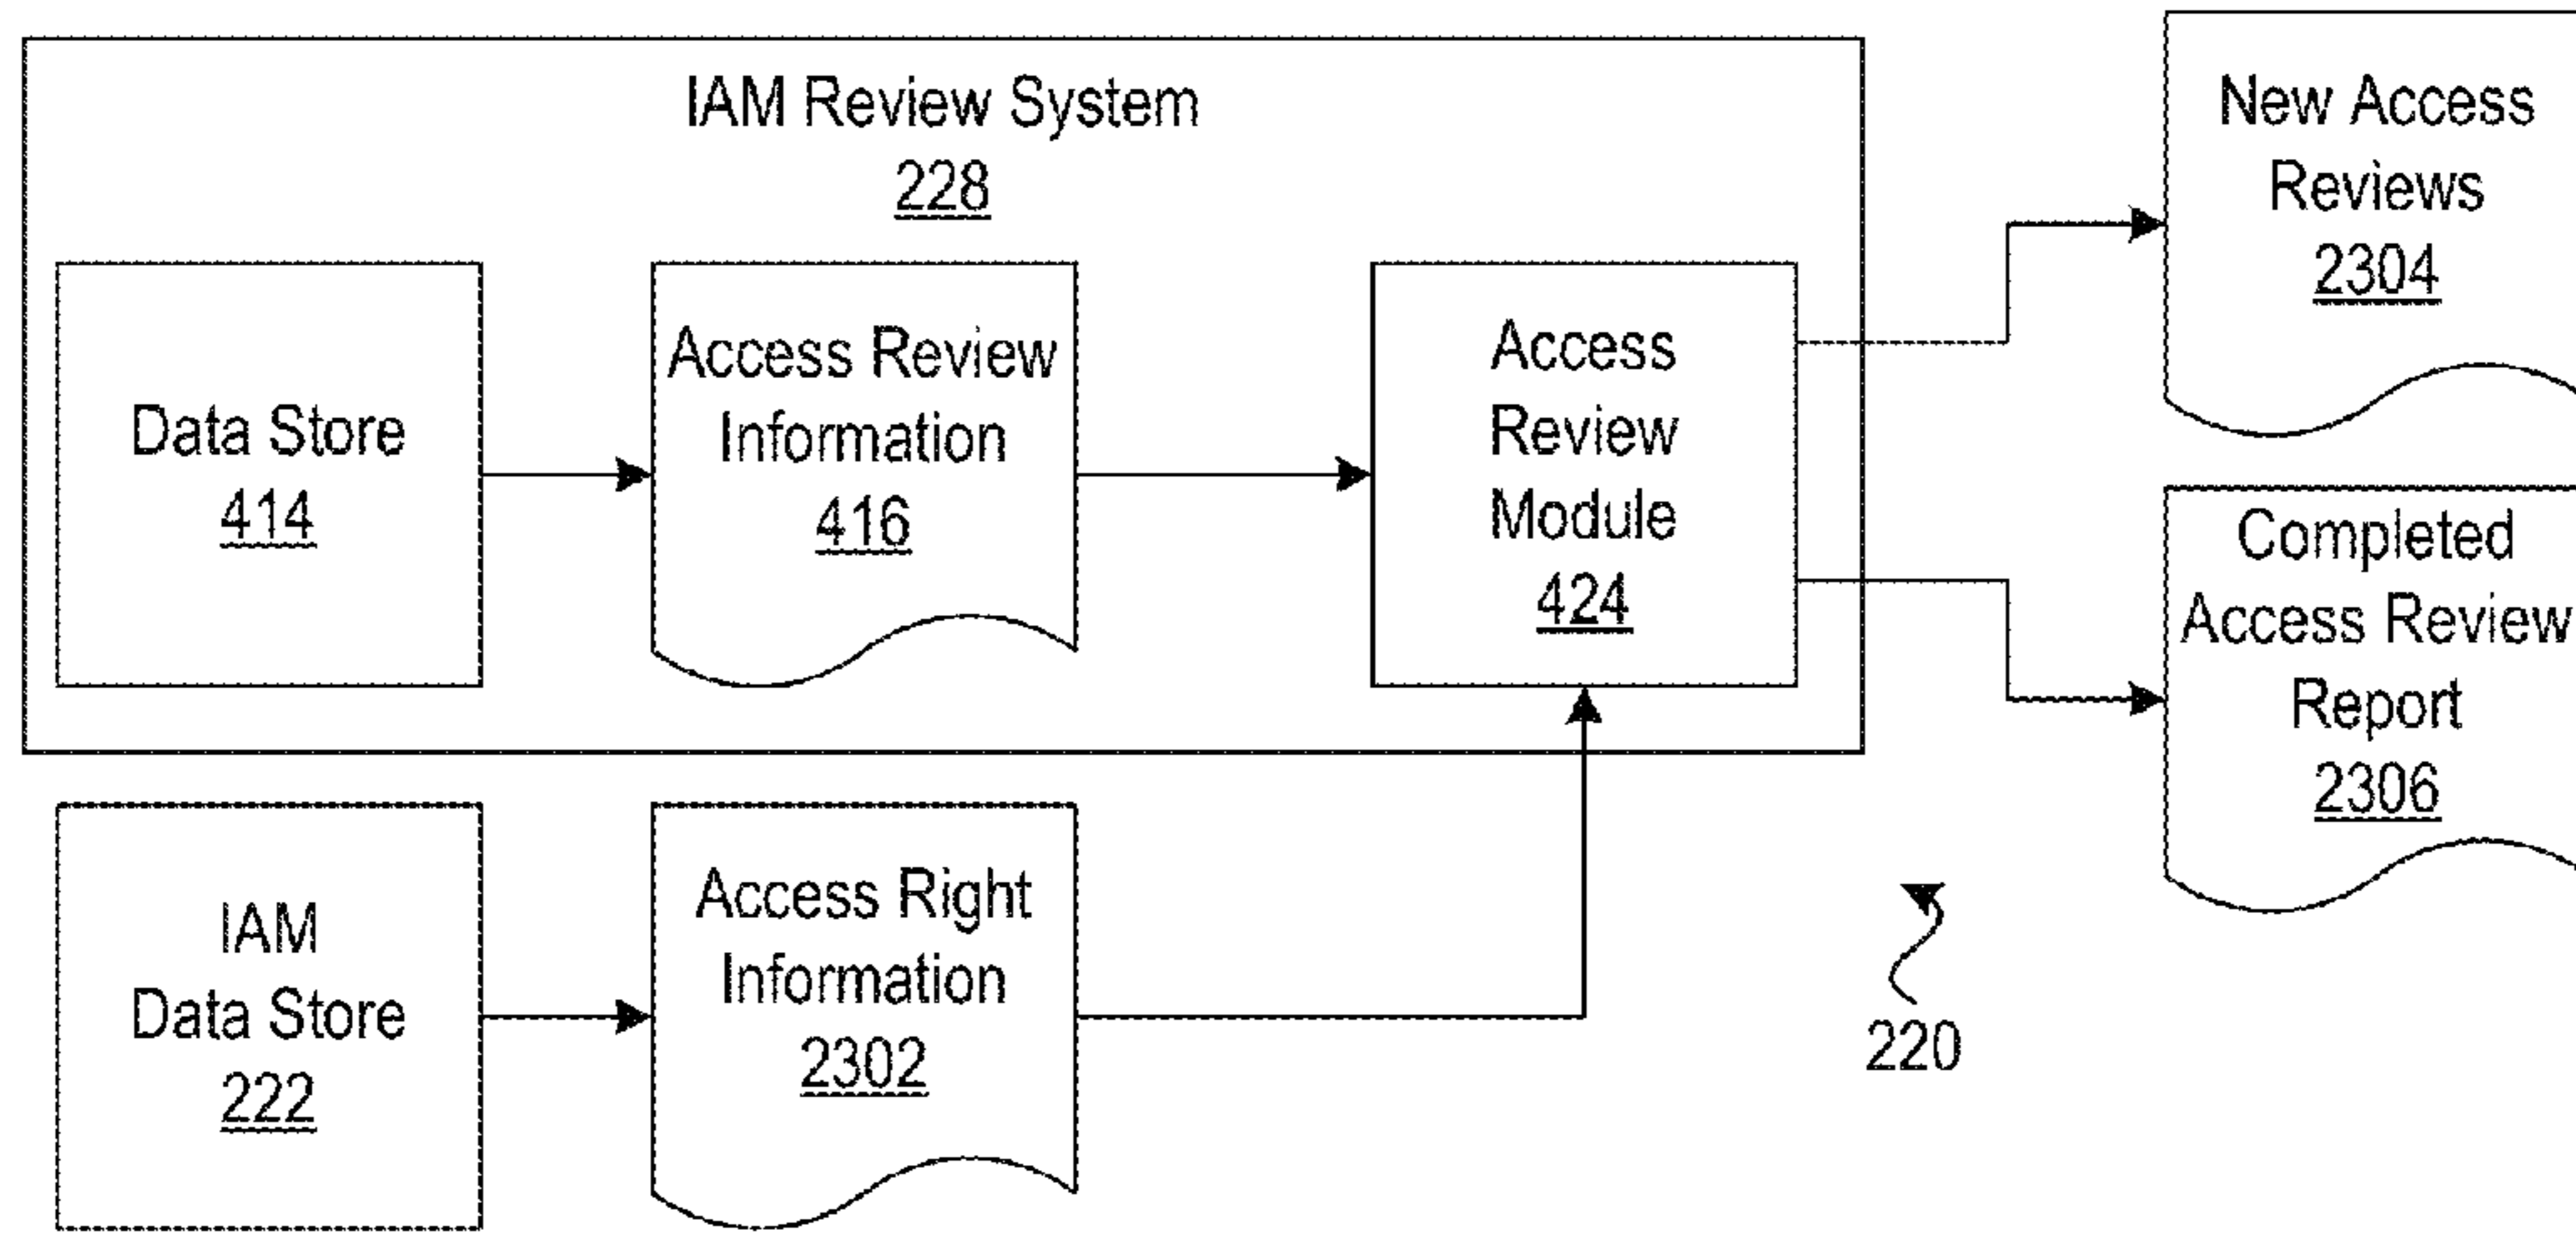 IAM Review System
228
Data Store
414
Access Review
Information
416
Access
Review
Module
424
New Access
Reviews
2304
Completed
Access Review
Report
2306
IAM
Data Store
222
Access Right
Information
2302
220